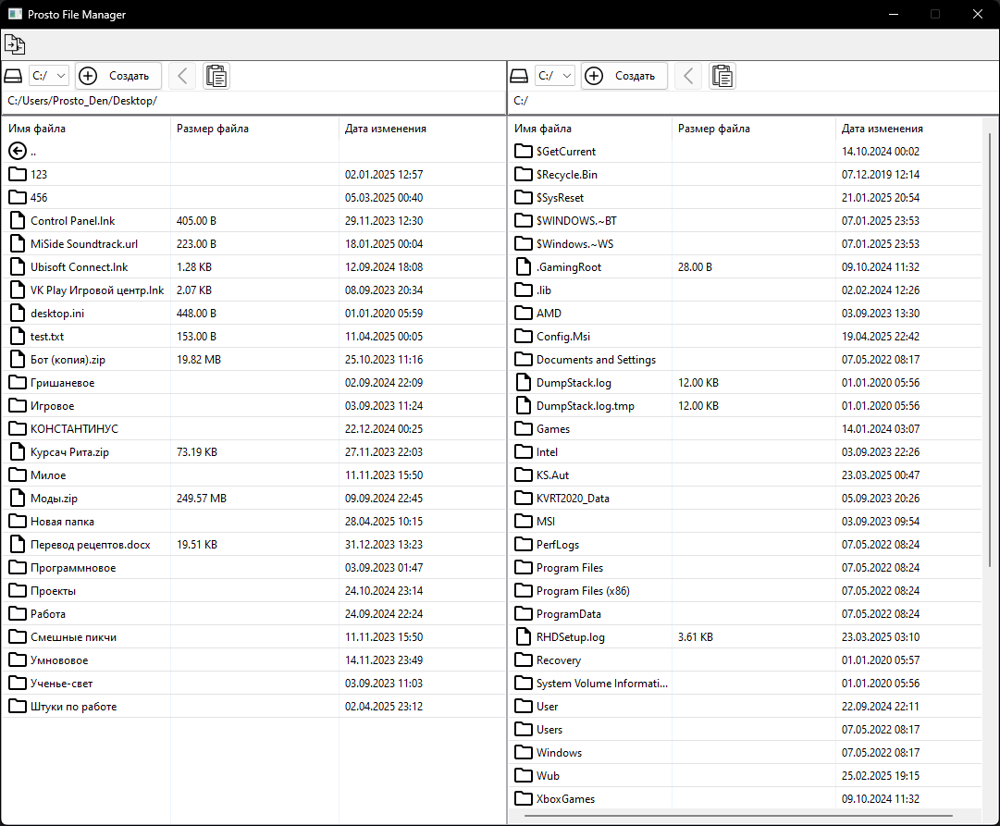 Prosto File Manager
C:/ Создать
C:/Users/Prosto_Den/Desktop/
Имя файла Размер файла Дата изменения
..
123 02.01.2025 12:57
456 05.03.2025 00:40
Control Panel.lnk 405.00 B 29.11.2023 12:30
MiSide Soundtrack.url 223.00 B 18.01.2025 00:04
Ubisoft Connect.lnk 1.28 KB 12.09.2024 18:08
VK Play Игровой центр.lnk 2.07 KB 08.09.2023 20:34
desktop.ini 448.00 B 01.01.2020 05:59
test.txt 153.00 B 11.04.2025 00:05
Бот (копия).zip 19.82 MB 25.10.2023 11:16
Гришаневое 02.09.2024 22:09
Игровое 03.09.2023 11:24
КОНСТАНТИНУС 22.12.2024 00:25
Курсач Рита.zip 73.19 KB 27.11.2023 22:03
Милое 11.11.2023 15:50
Моды.zip 249.57 MB 09.09.2024 22:45
Новая папка 28.04.2025 10:15
Перевод рецептов.docx 19.51 KB 31.12.2023 13:23
Программновое 03.09.2023 01:47
Проекты 24.10.2024 23:14
Работа 24.09.2024 22:24
Смешные пикчи 11.11.2023 15:50
Умнововое 14.11.2023 23:49
Ученье-свет 03.09.2023 11:03
Штуки по работе 02.04.2025 23:12
C:/ Создать
C:/
Имя файла Размер файла Дата изменения
$GetCurrent 14.10.2024 00:02
$Recycle.Bin 07.12.2019 12:14
$SysReset 21.01.2025 20:54
$WINDOWS.~BT 07.01.2025 23:53
$Windows.~WS 07.01.2025 23:53
.GamingRoot 28.00 B 09.10.2024 11:32
.lib 02.02.2024 12:26
AMD 03.09.2023 13:30
Config.Msi 19.04.2025 22:42
Documents and Settings 07.05.2022 08:17
DumpStack.log 12.00 KB 01.01.2020 05:56
DumpStack.log.tmp 12.00 KB 01.01.2020 05:56
Games 14.01.2024 03:07
Intel 03.09.2023 22:26
KS.Aut 23.03.2025 00:47
KVRT2020_Data 05.09.2023 20:26
MSI 03.09.2023 09:54
PerfLogs 07.05.2022 08:24
Program Files 07.05.2022 08:24
Program Files (x86) 07.05.2022 08:24
ProgramData 07.05.2022 08:24
RHDSetup.log 3.61 KB 23.03.2025 03:10
Recovery 01.01.2020 05:57
System Volume Informati... 01.01.2020 05:56
User 22.09.2024 22:11
Users 07.05.2022 08:17
Windows 07.05.2022 08:17
Wub 25.02.2025 19:15
XboxGames 09.10.2024 11:32